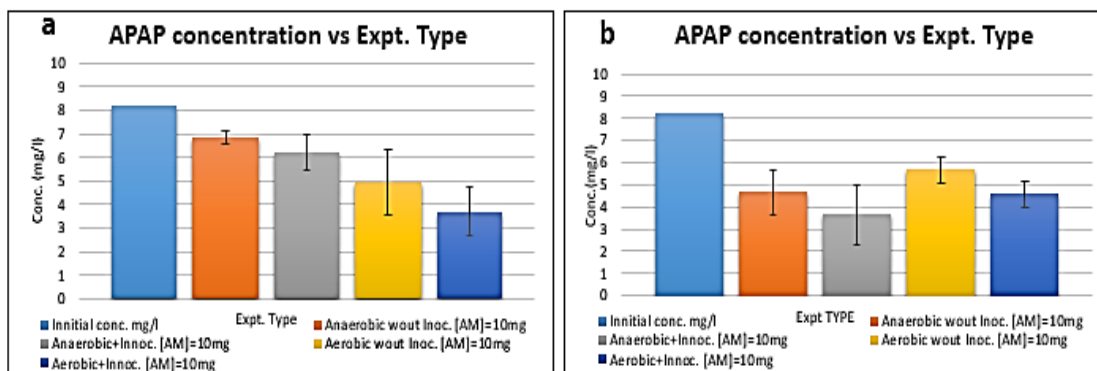 a
APAP concentration vs Expt. Type
10
9
8
7
6
5
4
3
2
1
0
Conc. (mg/l)
Expt. Type
Innitial conc. mg/l
Anaerobic wout Inoc. [AM]=10mg
Anaerobic+Innoc. [AM]=10mg
Aerobic wout Inoc. [AM]=10mg
Aerobic+Innoc. [AM]=10mg
b
APAP concentration vs Expt. Type
10
9
8
7
6
5
4
3
2
1
0
Conc.(mg/l)
Expt TYPE
Innitial conc. mg/l
Anaerobic wout Inoc. [AM]=10mg
Anaerobic+Innoc. [AM]=10mg
Aerobic wout Inoc. [AM]=10mg
Aerobic+Innoc. [AM]=10mg